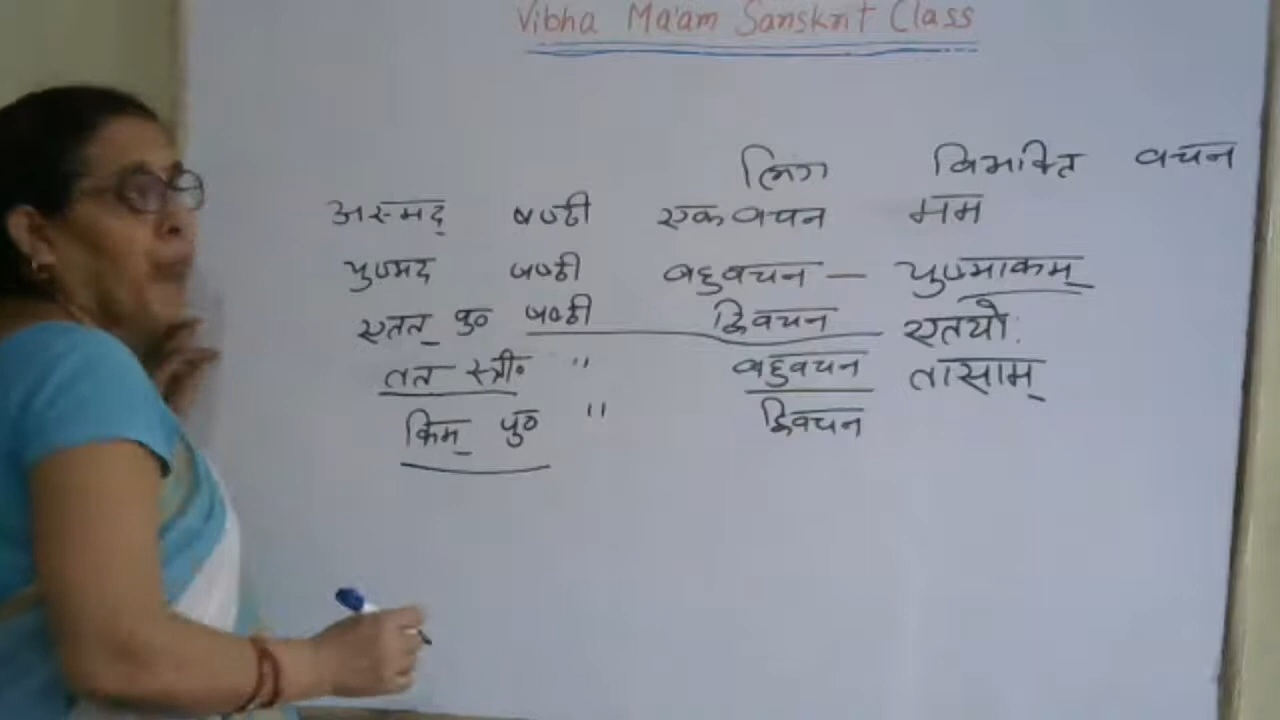 Vibha Ma'am Sanskrit Class
लिंग विभक्ति वचन
अस्मद् षष्ठी एकवचन मम
युष्मद षष्ठी बहुवचन — युष्माकम्
एतत् पु० षष्ठी द्विवचन एतयोः
तत स्त्री० " बहुवचन तासाम्
किम् पु० " द्विवचन